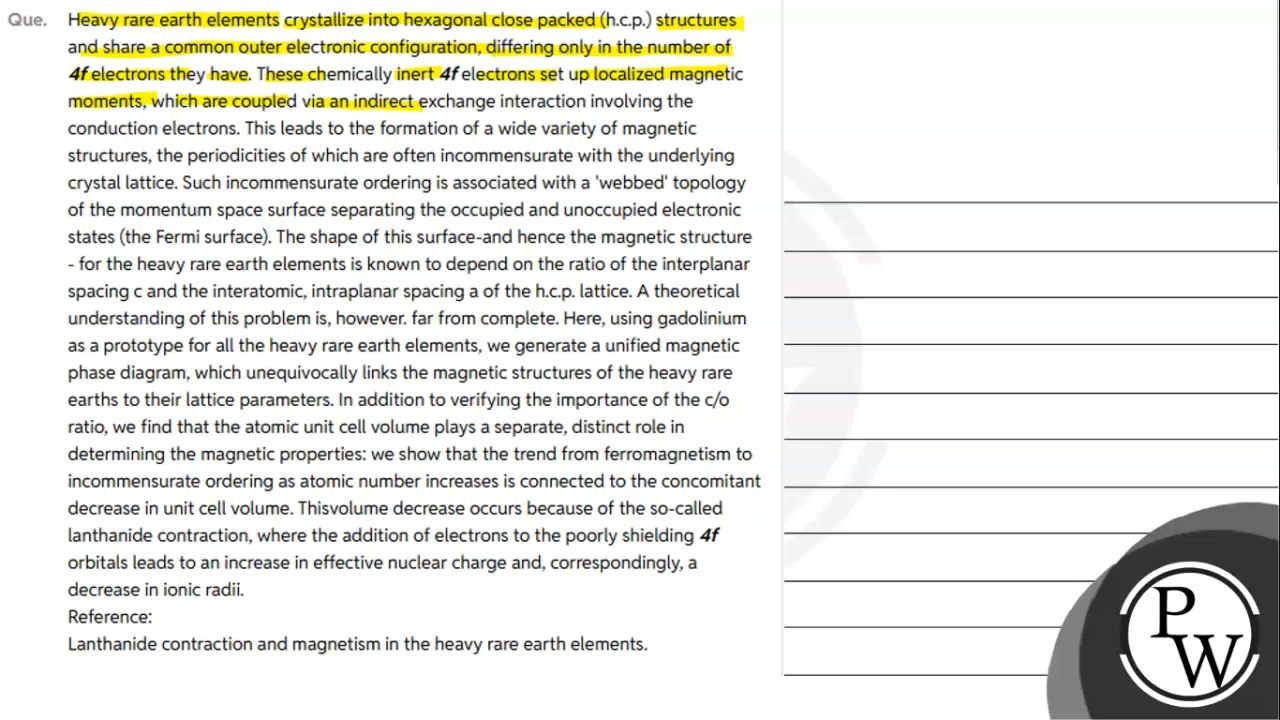 Que. Heavy rare earth elements crystallize into hexagonal close packed (h.c.p.) structures
and share a common outer electronic configuration, differing only in the number of
4f electrons they have. These chemically inert 4f electrons set up localized magnetic
moments, which are coupled via an indirect exchange interaction involving the
conduction electrons. This leads to the formation of a wide variety of magnetic
structures, the periodicities of which are often incommensurate with the underlying
crystal lattice. Such incommensurate ordering is associated with a 'webbed' topology
of the momentum space surface separating the occupied and unoccupied electronic
states (the Fermi surface). The shape of this surface-and hence the magnetic structure
- for the heavy rare earth elements is known to depend on the ratio of the interplanar
spacing c and the interatomic, intraplanar spacing a of the h.c.p. lattice. A theoretical
understanding of this problem is, however. far from complete. Here, using gadolinium
as a prototype for all the heavy rare earth elements, we generate a unified magnetic
phase diagram, which unequivocally links the magnetic structures of the heavy rare
earths to their lattice parameters. In addition to verifying the importance of the c/o
ratio, we find that the atomic unit cell volume plays a separate, distinct role in
determining the magnetic properties: we show that the trend from ferromagnetism to
incommensurate ordering as atomic number increases is connected to the concomitant
decrease in unit cell volume. Thisvolume decrease occurs because of the so-called
lanthanide contraction, where the addition of electrons to the poorly shielding 4f
orbitals leads to an increase in effective nuclear charge and, correspondingly, a
decrease in ionic radii.
Reference:
Lanthanide contraction and magnetism in the heavy rare earth elements.
P
W